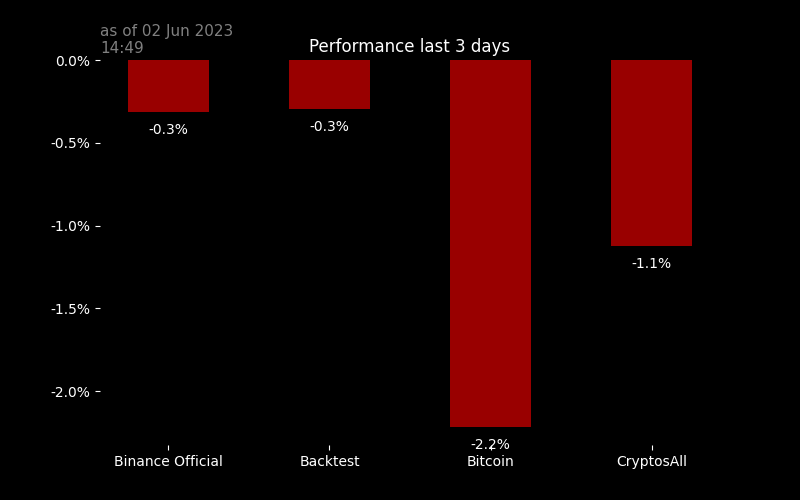 as of 02 Jun 2023
14:49
Performance last 3 days
0.0%
-0.5%
-1.0%
-1.5%
-2.0%
-0.3%
-0.3%
-2.2%
-1.1%
Binance Official
Backtest
Bitcoin
CryptosAll